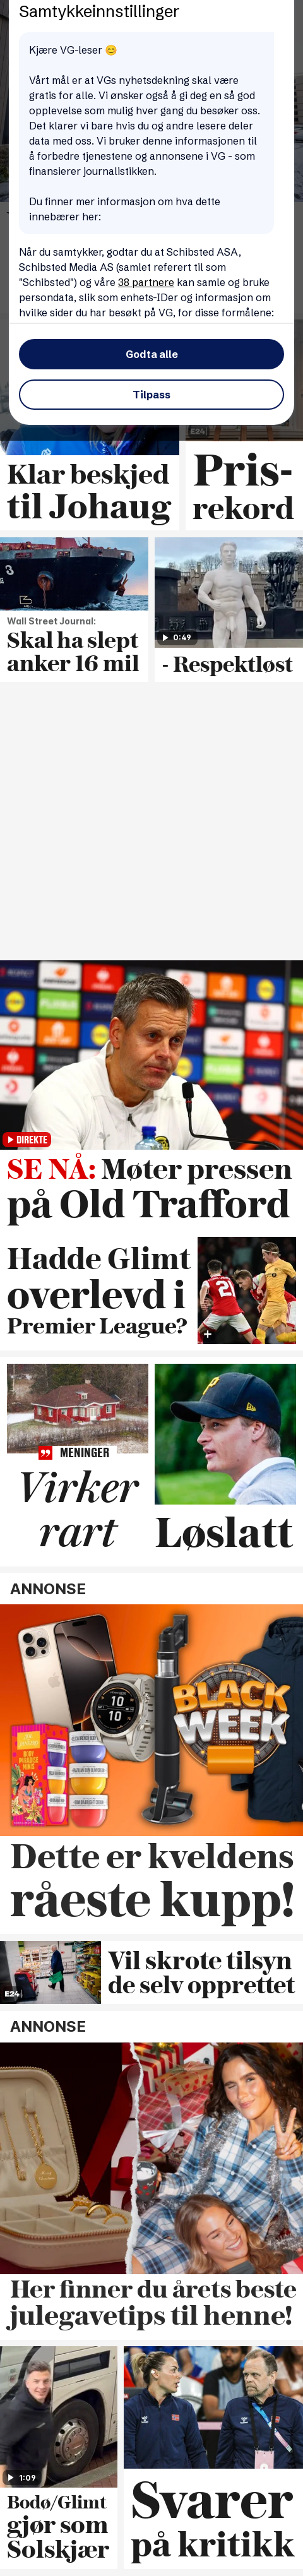 Samtykkeinnstillinger
Kjære VG-leser 😊
Vårt mål er at VGs nyhetsdekning skal være
gratis for alle. Vi ønsker også å gi deg en så god
opplevelse som mulig hver gang du besøker oss.
Det klarer vi bare hvis du og andre lesere deler
data med oss. Vi bruker denne informasjonen til
å forbedre tjenestene og annonsene i VG - som
finansierer journalistikken.
Du finner mer informasjon om hva dette
innebærer her:
Når du samtykker, godtar du at Schibsted ASA,
Schibsted Media AS (samlet referert til som
"Schibsted") og våre 38 partnere kan samle og bruke
persondata, slik som enhets-IDer og informasjon om
hvilke sider du har besøkt på VG, for disse formålene:
Godta alle
Tilpass
E24
Klar beskjed
til Johaug
Pris-
rekord
Wall Street Journal:
Skal ha slept
anker 16 mil
0:49
- Respektløst
DIREKTE
SE NÅ: Møter pressen
på Old Trafford
Hadde Glimt
overlevd i
Premier League?
MENINGER
Virker
rart
Løslatt
ANNONSE
BLACK
WEEK
Dette er kveldens
råeste kupp!
E24
Vil skrote tilsyn
de selv opprettet
ANNONSE
Her finner du årets beste
julegavetips til henne!
1:09
Bodø/Glimt
gjør som
Solskjær
Svarer
på kritikk